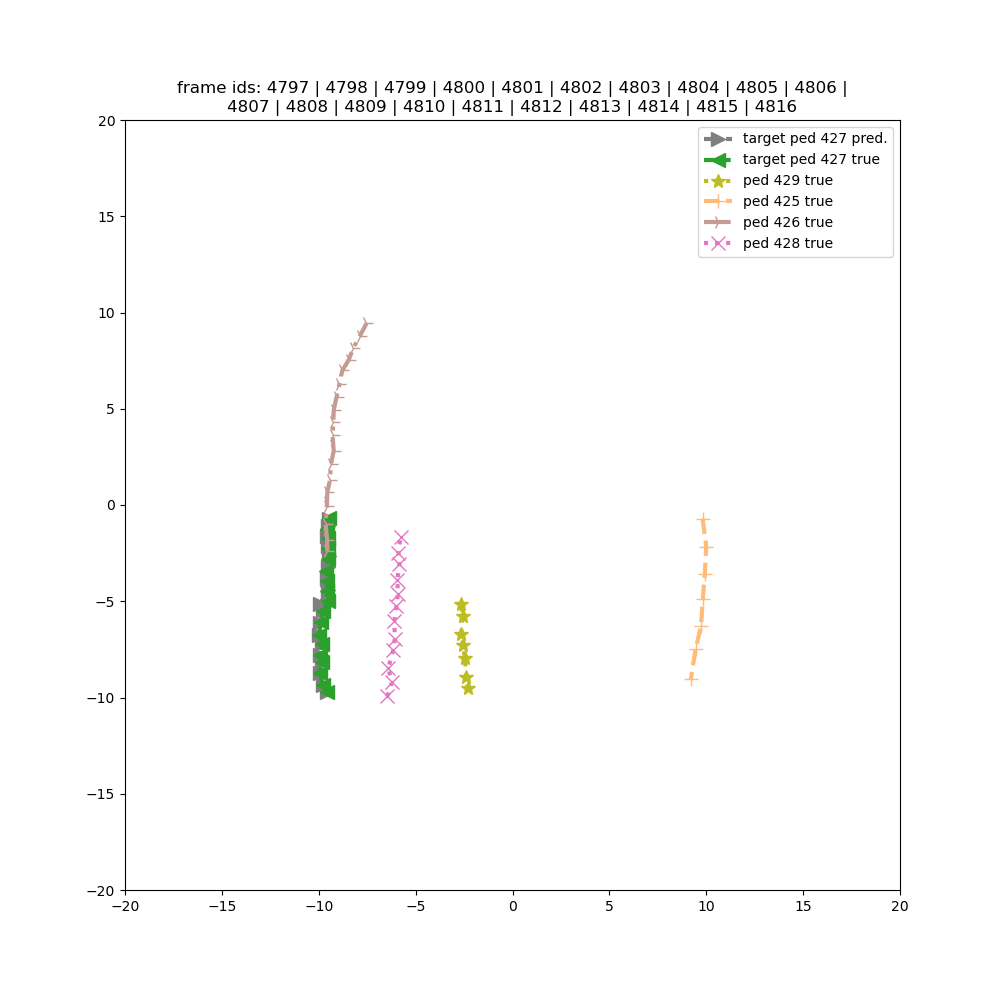 frame ids: 4797 | 4798 | 4799 | 4800 | 4801 | 4802 | 4803 | 4804 | 4805 | 4806 |
4807 | 4808 | 4809 | 4810 | 4811 | 4812 | 4813 | 4814 | 4815 | 4816
target ped 427 pred.
target ped 427 true
ped 429 true
ped 425 true
ped 426 true
ped 428 true
20
15
10
5
0
−5
−10
−15
−20
−20 −15 −10 −5 0 5 10 15 20